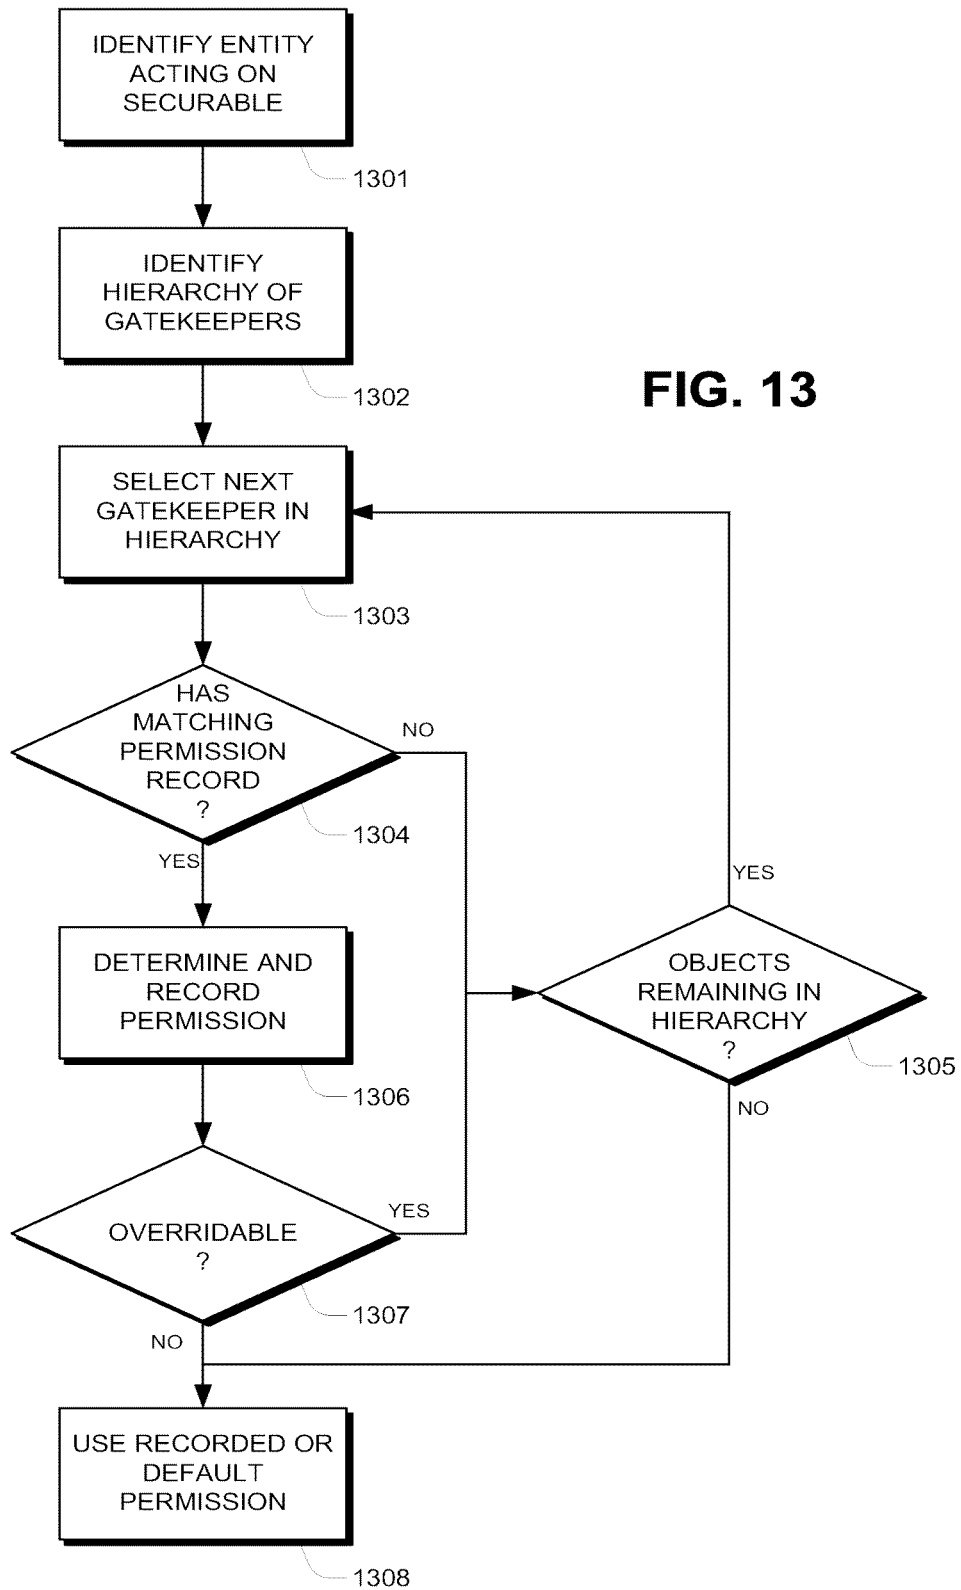 IDENTIFY ENTITY
ACTING ON
SECURABLE
1301
IDENTIFY
HIERARCHY OF
GATEKEEPERS
1302
FIG. 13
SELECT NEXT
GATEKEEPER IN
HIERARCHY
1303
HAS
MATCHING
PERMISSION
RECORD
?
NO
1304
YES
YES
DETERMINE AND
RECORD
PERMISSION
1306
OBJECTS
REMAINING IN
HIERARCHY
?
1305
NO
OVERRIDABLE
?
YES
1307
NO
USE RECORDED OR
DEFAULT
PERMISSION
1308